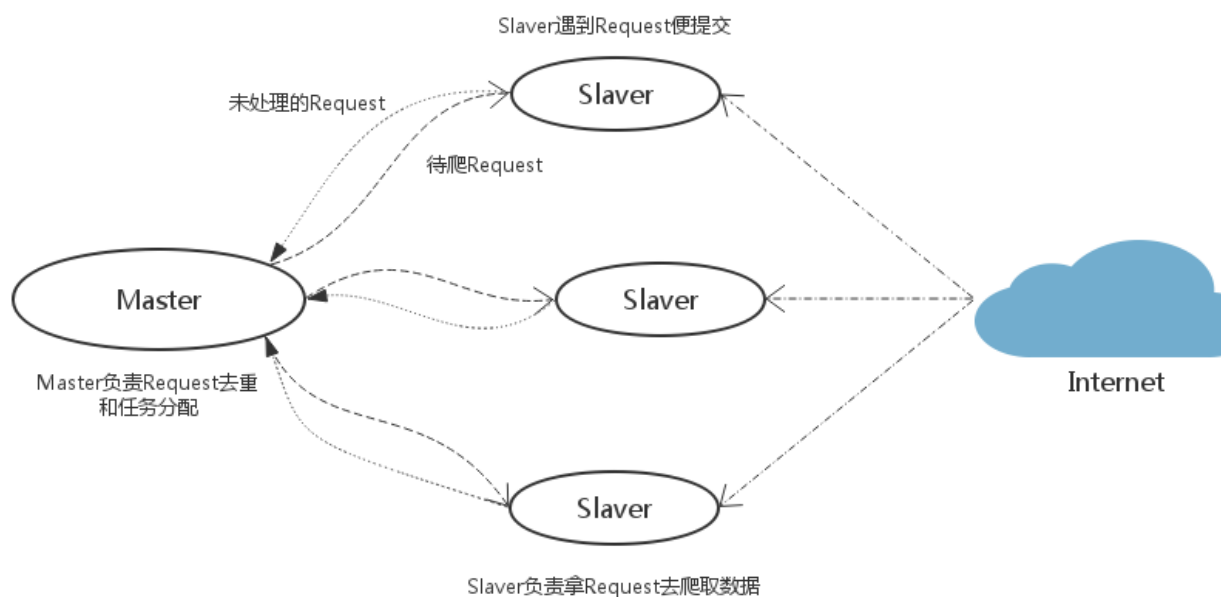 Slaver遇到Request便提交
Slaver
未处理的Request
待爬Request
Master
Slaver
Master负责Request去重
和任务分配
Internet
Slaver
Slaver负责拿Request去爬取数据